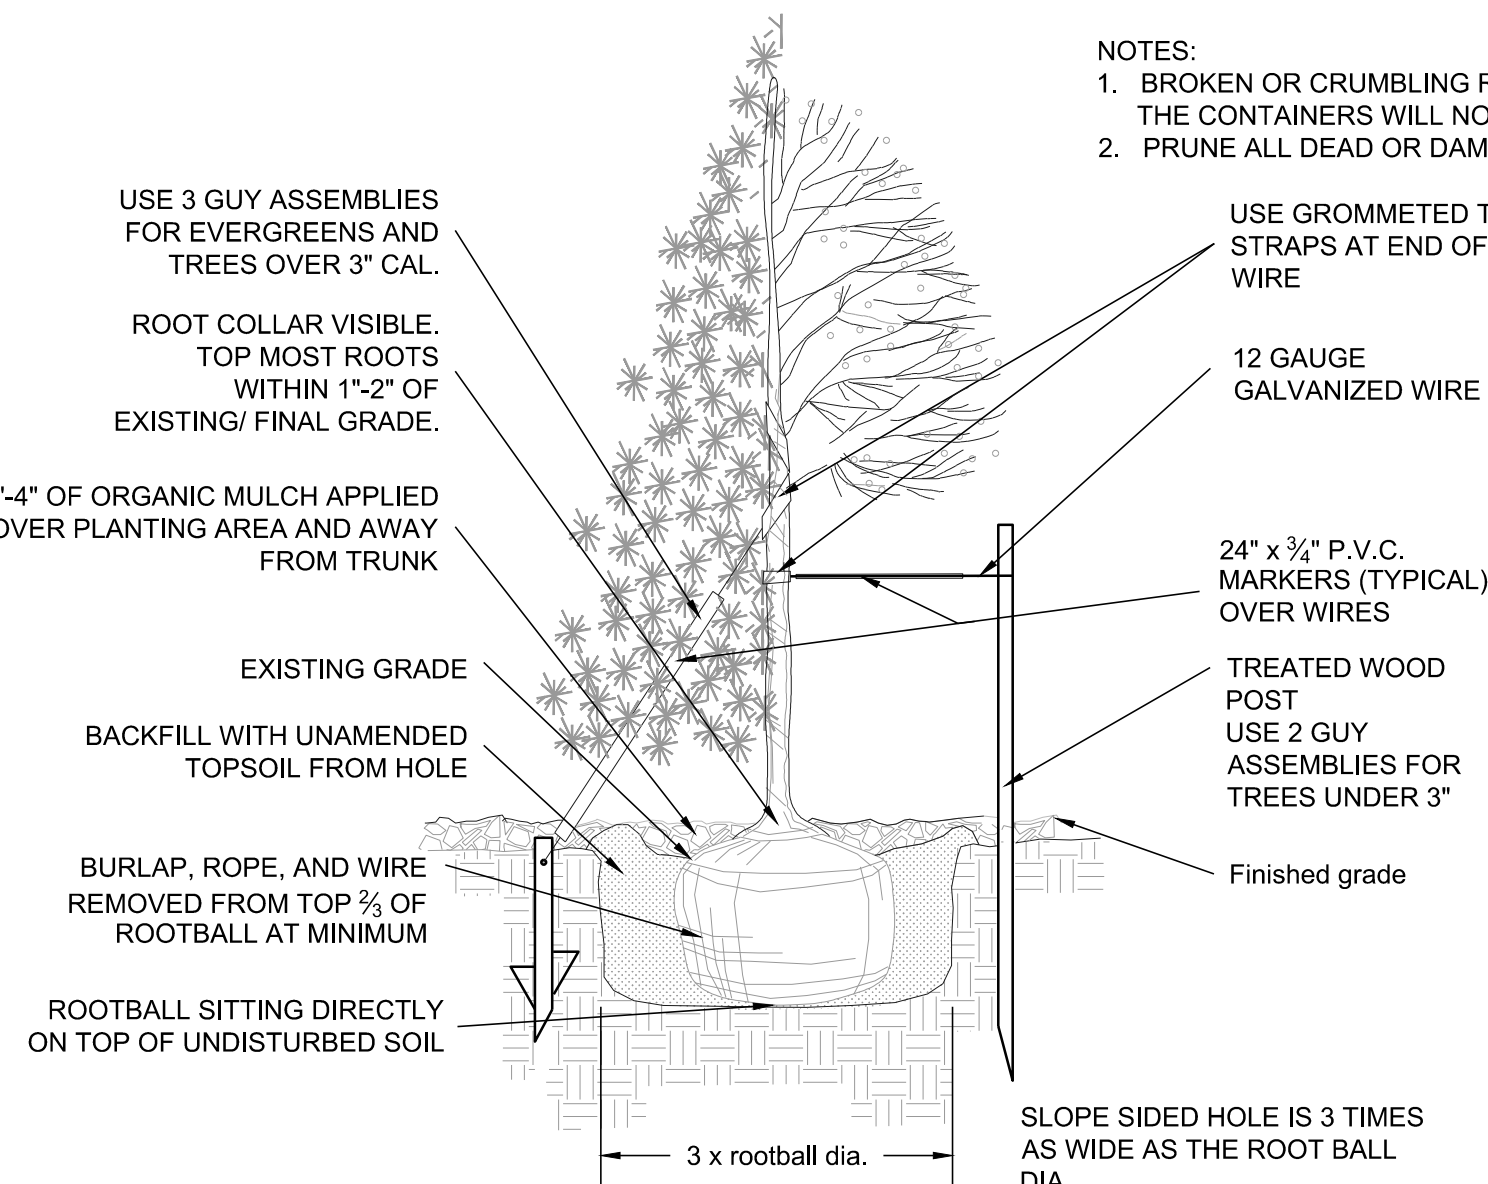 NOTES:
1. BROKEN OR CRUMBLING
THE CONTAINERS WILL
2. PRUNE ALL DEAD OR
USE 3 GUY ASSEMBLIES
FOR EVERGREENS AND
TREES OVER 3" CAL.
ROOT COLLAR VISIBLE.
TOP MOST ROOTS
WITHIN 1"-2" OF
EXISTING/ FINAL GRADE.
"-4" OF ORGANIC MULCH APPLIED
OVER PLANTING AREA AND AWAY
FROM TRUNK
EXISTING GRADE
BACKFILL WITH UNAMENDED
TOPSOIL FROM HOLE
BURLAP, ROPE, AND WIRE
REMOVED FROM TOP ⅔ OF
ROOTBALL AT MINIMUM
ROOTBALL SITTING DIRECTLY
ON TOP OF UNDISTURBED SOIL
USE GROMMETED
STRAPS AT END OF
WIRE
12 GAUGE
GALVANIZED WIRE
24" x ¾" P.V.C.
MARKERS (TYPICAL)
OVER WIRES
TREATED WOOD
POST
USE 2 GUY
ASSEMBLIES FOR
TREES UNDER 3"
Finished grade
3 x rootball dia.
SLOPE SIDED HOLE IS 3 TIMES
AS WIDE AS THE ROOT BALL
DIA